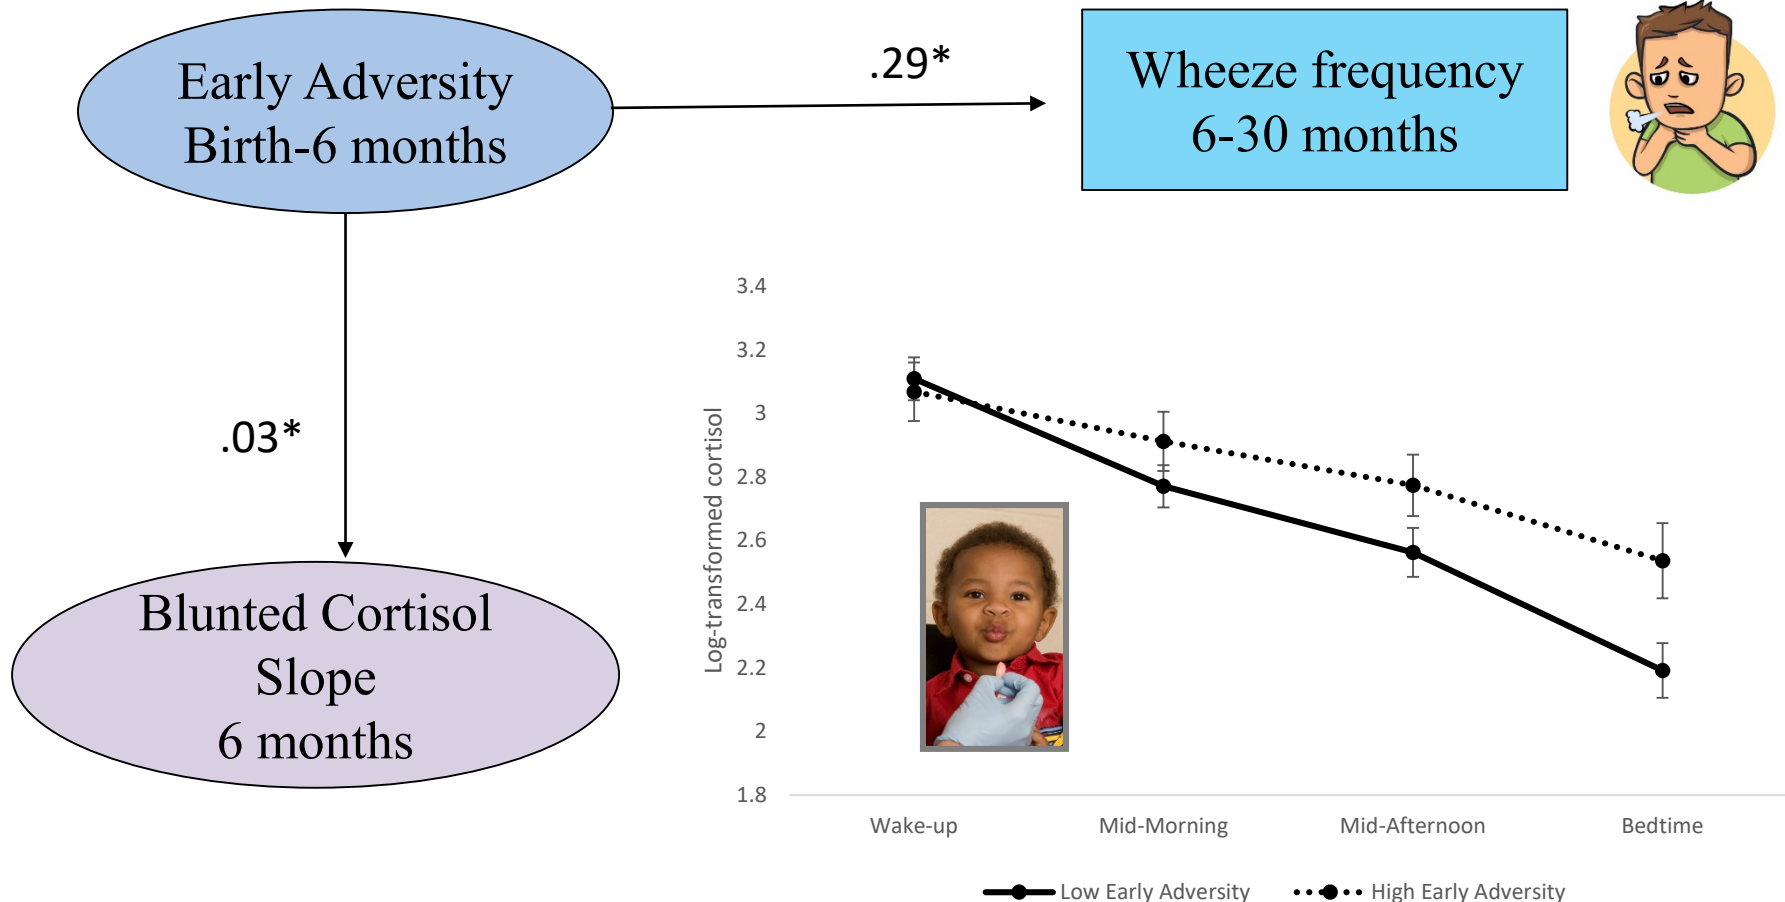 Early Adversity
Birth-6 months
.29*
Wheeze frequency
6-30 months
.03*
Blunted Cortisol
Slope
6 months
Log-transformed cortisol
3.4
3.2
3
2.8
2.6
2.4
2.2
2
1.8
Wake-up
Mid-Morning
Mid-Afternoon
Bedtime
Low Early Adversity
High Early Adversity